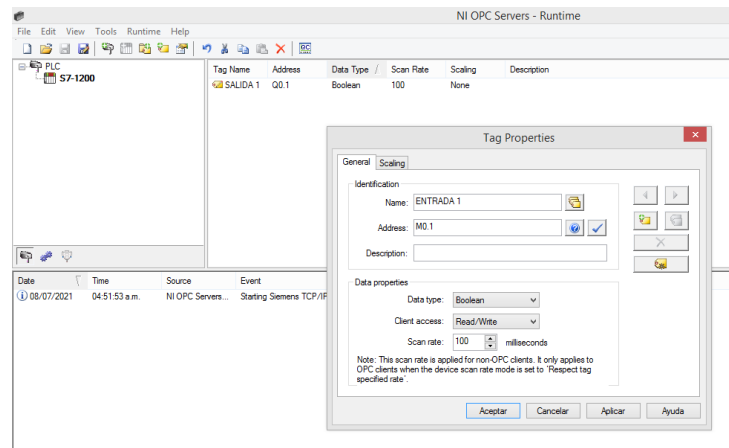 NI OPC Servers - Runtime
File Edit View Tools Runtime Help
PLC
S7-1200
Tag Name Address Data Type Scan Rate Scaling Description
SALIDA 1 Q0.1 Boolean 100 None
Tag Properties
General Scaling
Identification
Name: ENTRADA 1
Address: M0.1
Description:
Data properties
Data type: Boolean
Client access: Read/Write
Scan rate: 100 milliseconds
Note: This scan rate is applied for non-OPC clients. It only applies to
OPC clients when the device scan rate mode is set to `Respect tag
specified rate`.
Aceptar Cancelar Aplicar Ayuda
Date Time Source Event
08/07/2021 04:51:53 a.m. NI OPC Servers... Starting Siemens TCP/IP